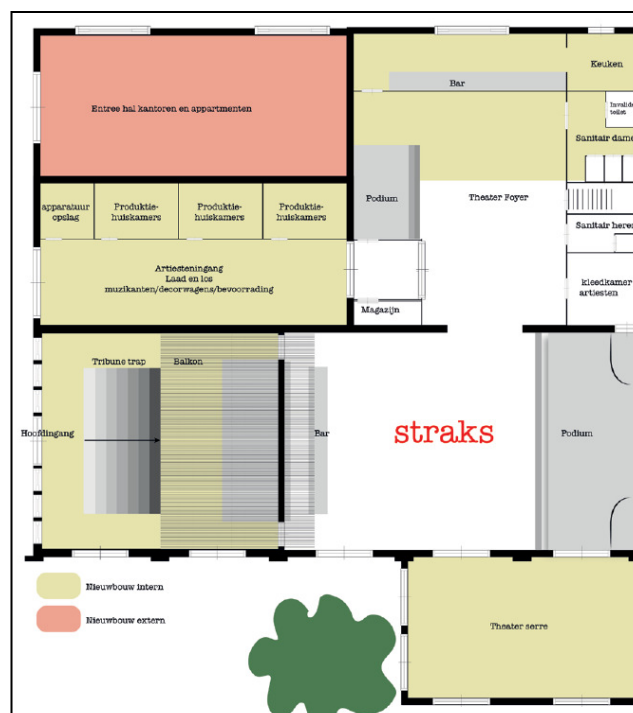 Keuken
Bar
Entree hal kantoren en appartmenten
Invalide
toilet
Sanitair dame
apparatuur
opslag
Produktie-
huiskamers
Produktie-
huiskamers
Produktie-
huiskamers
Podium
Theater Foyer
Sanitair heren
Artiesteningang
Laad en los
muzikanten/decorwagens/bevoorrading
kleedkamer
artiesten
Magazijn
Tribune trap
Balkon
Hoofdingang
Bar
straks
Podium
Nieuwbouw intern
Nieuwbouw extern
Theater serre